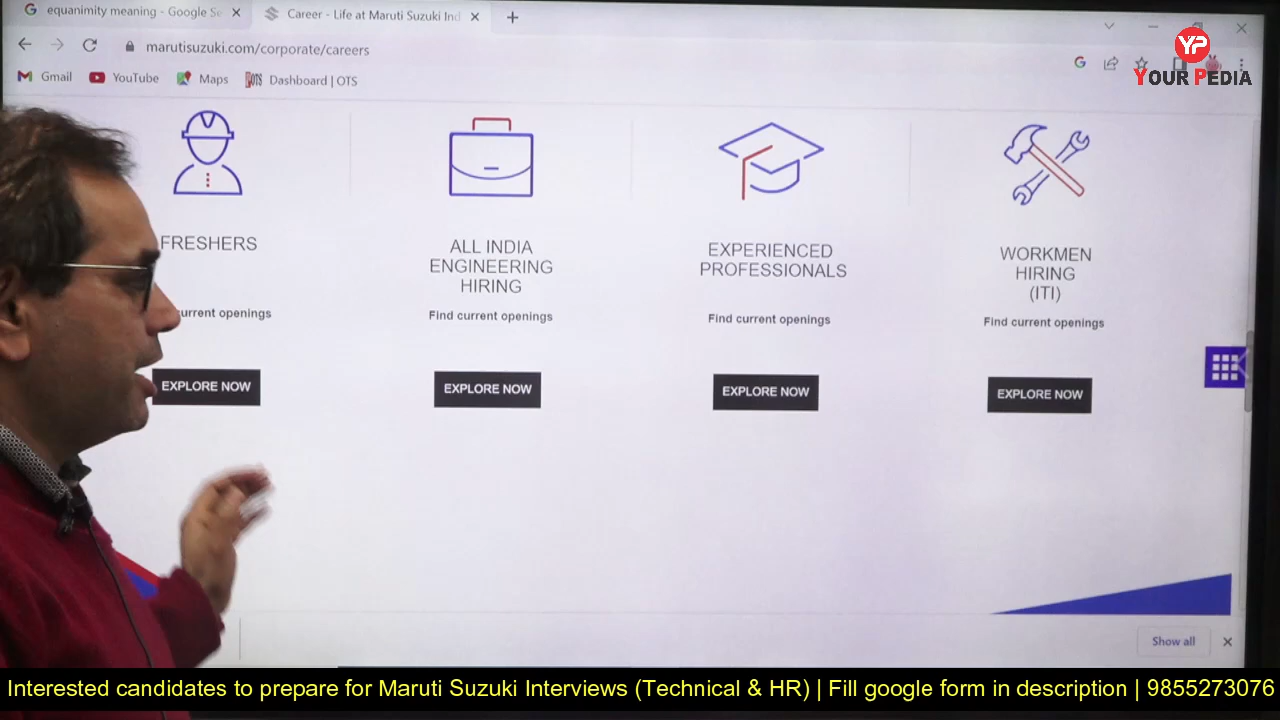 equanimity meaning - Google Se
Career - Life at Maruti Suzuki Ind
marutisuzuki.com/corporate/careers
Gmail
YouTube
Maps
OTS
Dashboard | OTS
YP
YOUR PEDIA
FRESHERS
current openings
EXPLORE NOW
ALL INDIA
ENGINEERING
HIRING
Find current openings
EXPLORE NOW
EXPERIENCED
PROFESSIONALS
Find current openings
EXPLORE NOW
WORKMEN
HIRING
(ITI)
Find current openings
EXPLORE NOW
Show all
Interested candidates to prepare for Maruti Suzuki Interviews (Technical & HR) | Fill google form in description | 9855273076